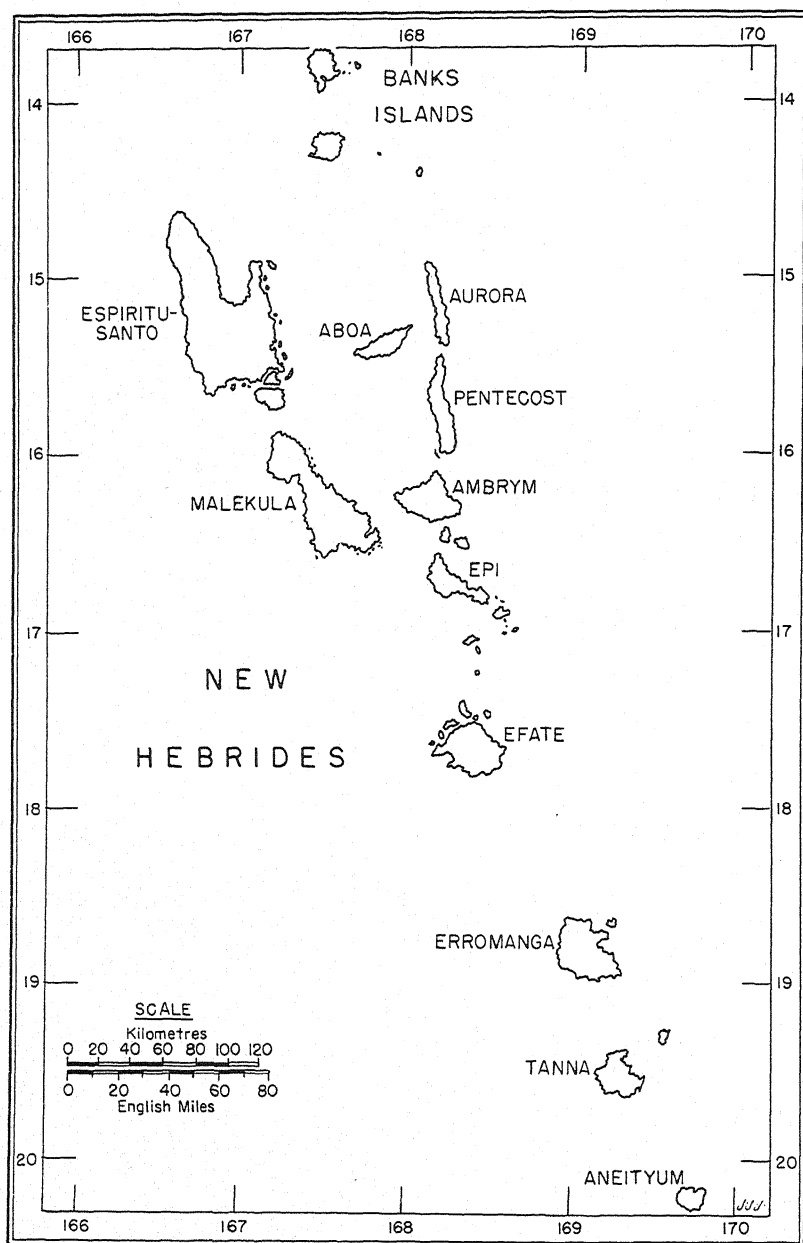 166 167 168 169 170
BANKS
ISLANDS
14 14
15 15
AURORA
ESPIRITU-
SANTO
ABOA
PENTECOST
16 16
AMBRYM
MALEKULA
EPI
17 17
NEW
HEBRIDES
EFATE
18 18
ERROMANGA
19 19
SCALE
Kilometres
0 20 40 60 80 100 120
0 20 40 60 80
English Miles
TANNA
20 20
ANEITYUM
166 167 168 169 170